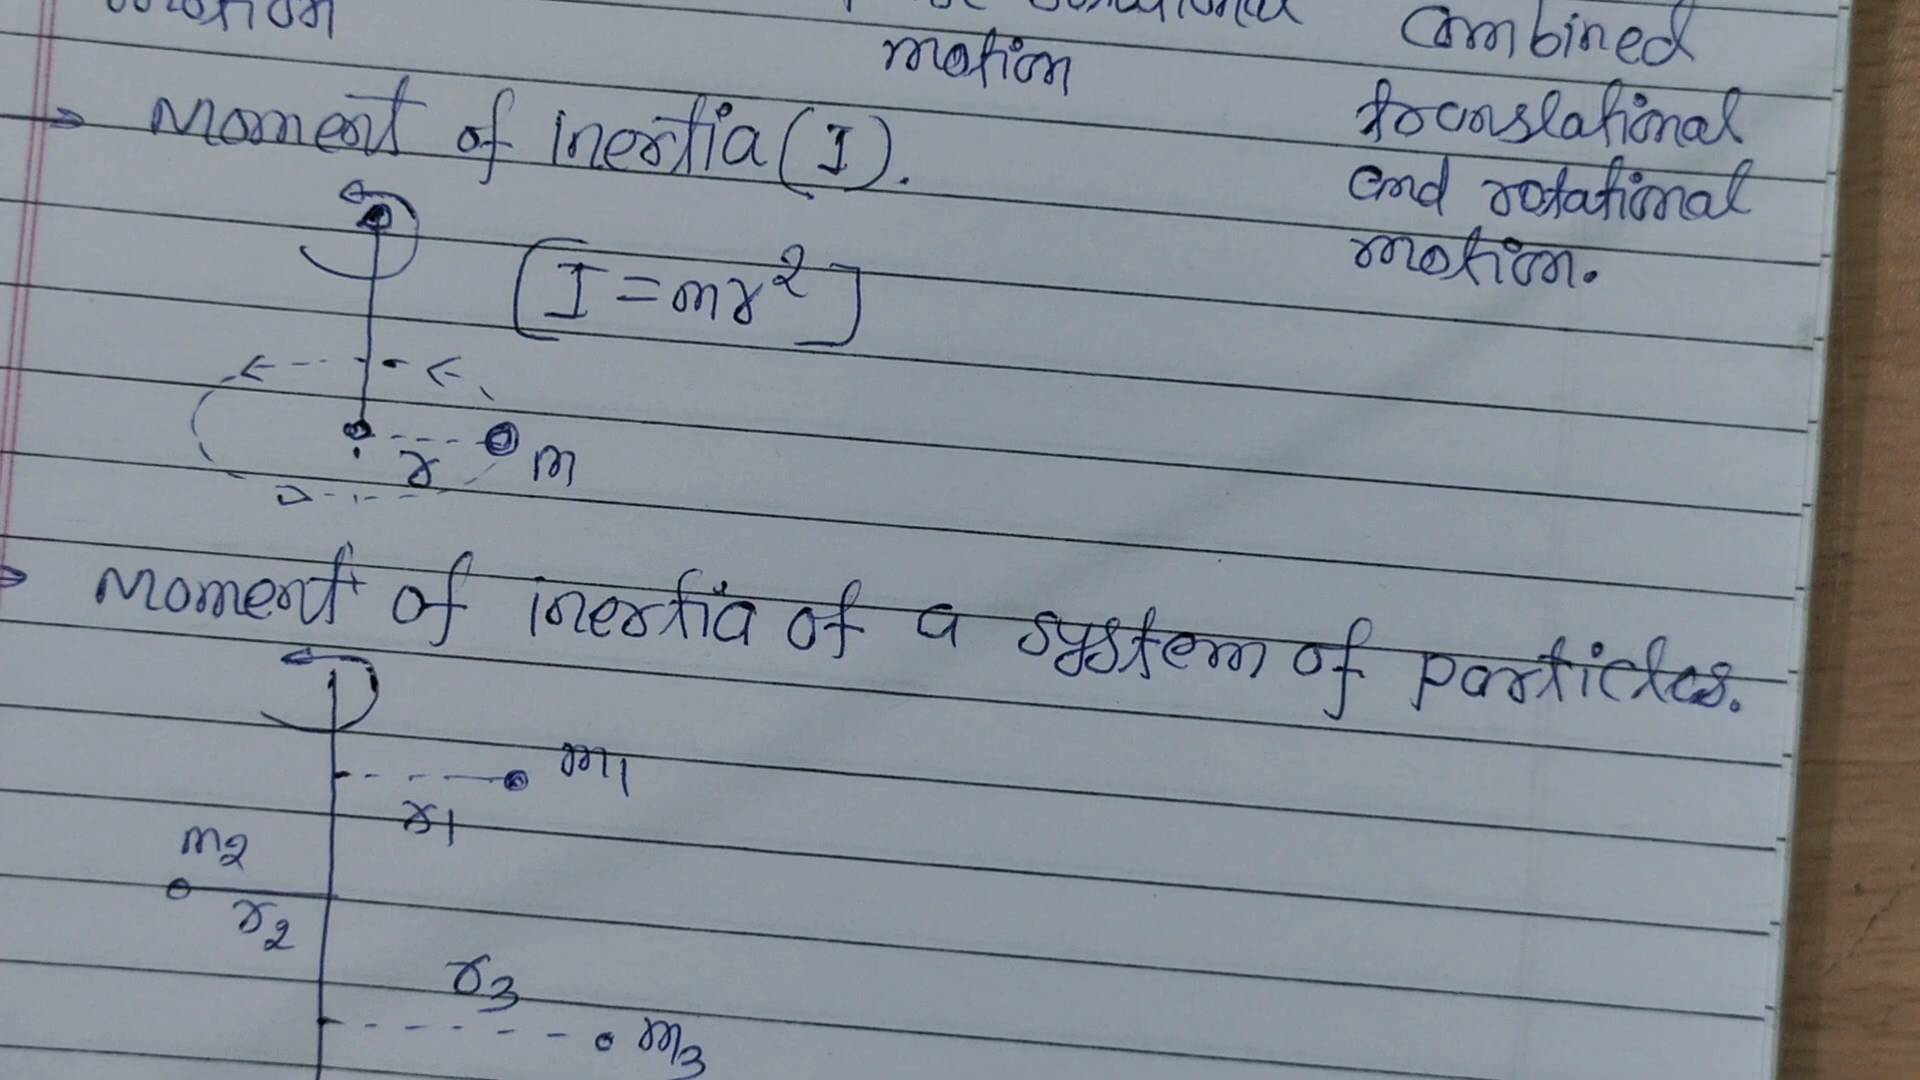 motion
motion
Combined
translational
and rotational
motion.
→ Moment of inertia (I).
[I = mr²]
r
m
Moment of inertia of a system of particles.
m1
r1
m2
r2
r3
m3